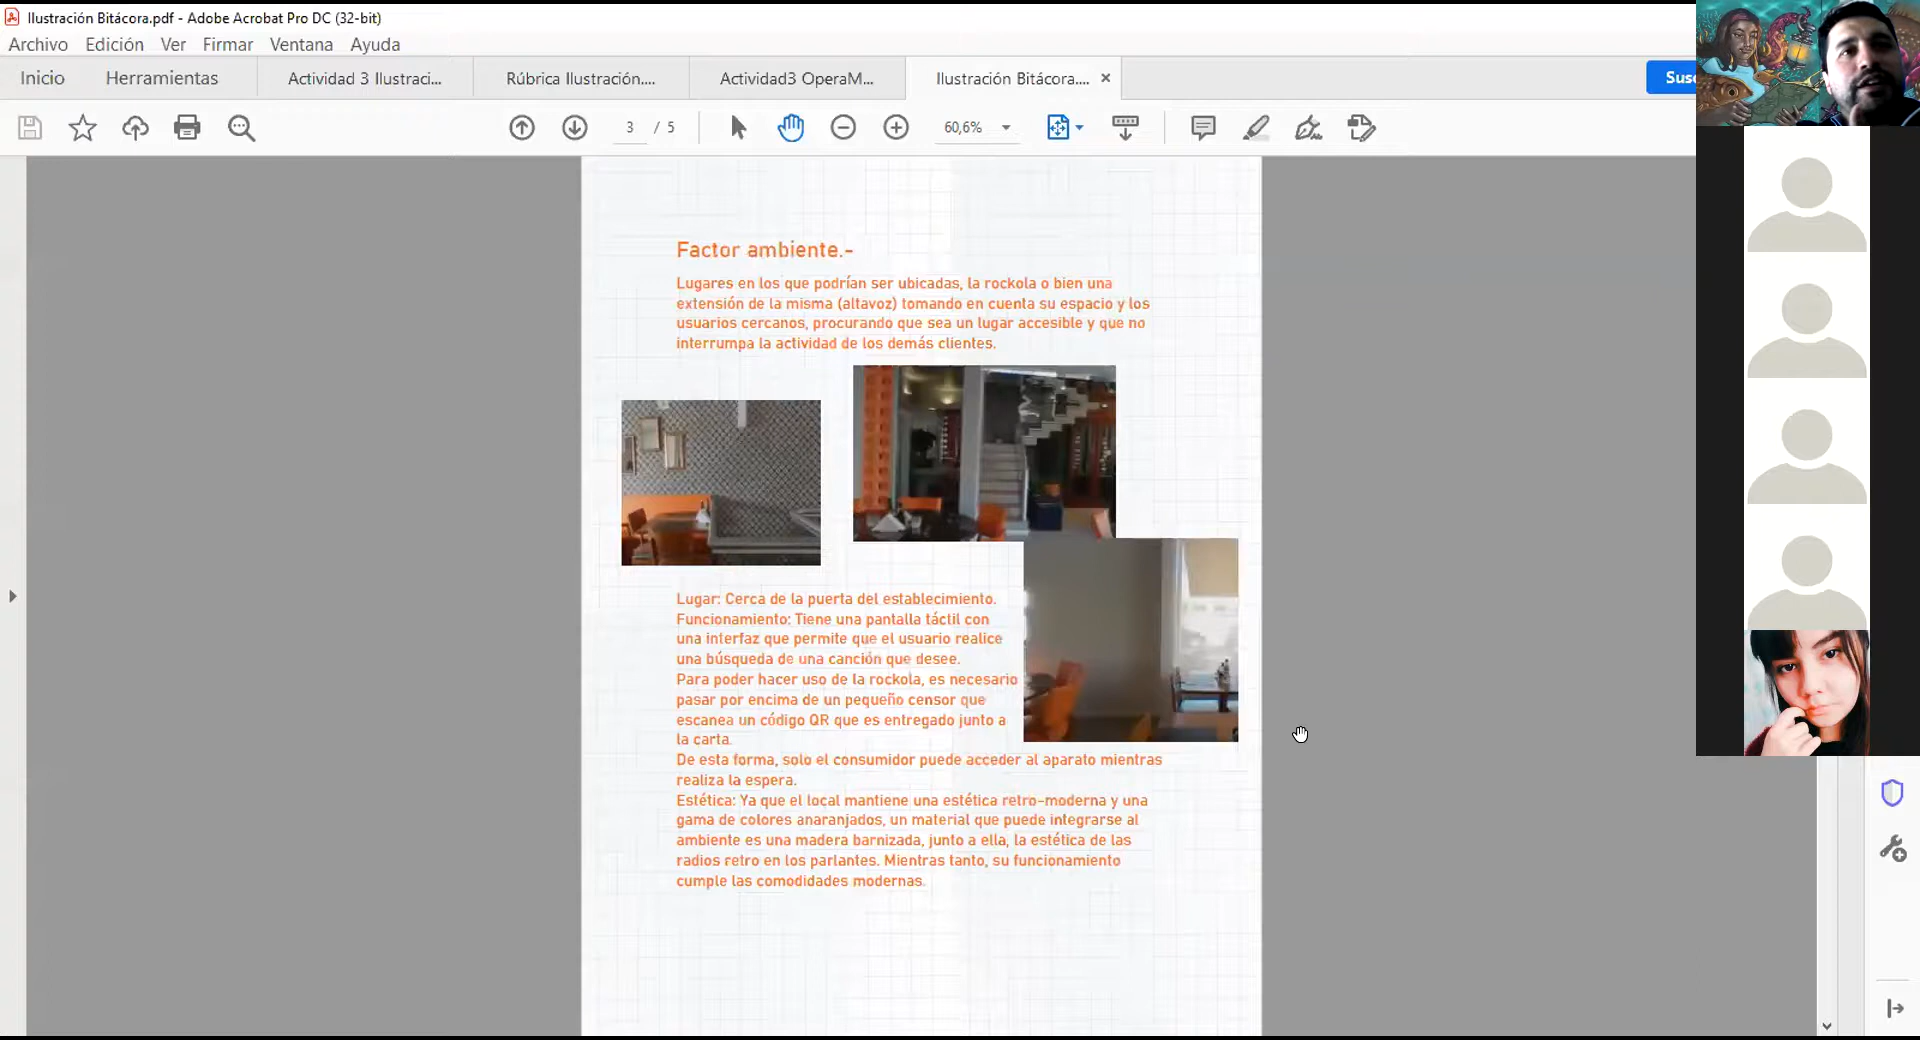 Ilustración Bitácora.pdf - Adobe Acrobat Pro DC (32-bit)
Archivo Edición Ver Firmar Ventana Ayuda
Inicio Herramientas Actividad 3 Ilustraci... Rúbrica Ilustración.... Actividad3 OperaM... Ilustración Bitácora.... Sus
3 / 5 60,6%
Factor ambiente.-
Lugares en los que podrían ser ubicadas, la rockola o bien una
extensión de la misma (altavoz) tomando en cuenta su espacio y los
usuarios cercanos, procurando que sea un lugar accesible y que no
interrumpa la actividad de los demás clientes.
Lugar: Cerca de la puerta del establecimiento.
Funcionamiento: Tiene una pantalla táctil con
una interfaz que permite que el usuario realice
una búsqueda de una canción que desee.
Para poder hacer uso de la rockola, es necesario
pasar por encima de un pequeño censor que
escanea un código QR que es entregado junto a
la carta.
De esta forma, solo el consumidor puede acceder al aparato mientras
realiza la espera.
Estética: Ya que el local mantiene una estética retro-moderna y una
gama de colores anaranjados, un material que puede integrarse al
ambiente es una madera barnizada, junto a ella, la estética de las
radios retro en los parlantes. Mientras tanto, su funcionamiento
cumple las comodidades modernas.